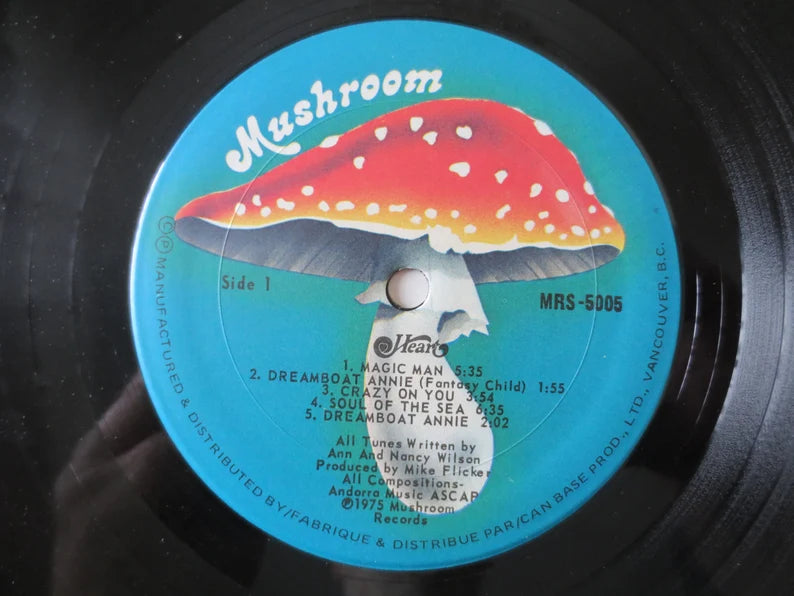 Mushroom
Side 1
MRS-5005
Heart
1. MAGIC MAN 5:35
2. DREAMBOAT ANNIE (Fantasy Child) 1:55
3. CRAZY ON YOU 3:54
4. SOUL OF THE SEA 6:35
5. DREAMBOAT ANNIE 2:02
All Tunes Written by
Ann And Nancy Wilson
Produced by Mike Flicker
All Compositions-
Andorra Music ASCAP
Ⓟ1975 Mushroom
Records
©Ⓟ MANUFACTURED & DISTRIBUTED BY/FABRIQUE & DISTRIBUE PAR/CAN BASE PROD., LTD., VANCOUVER, B.C.